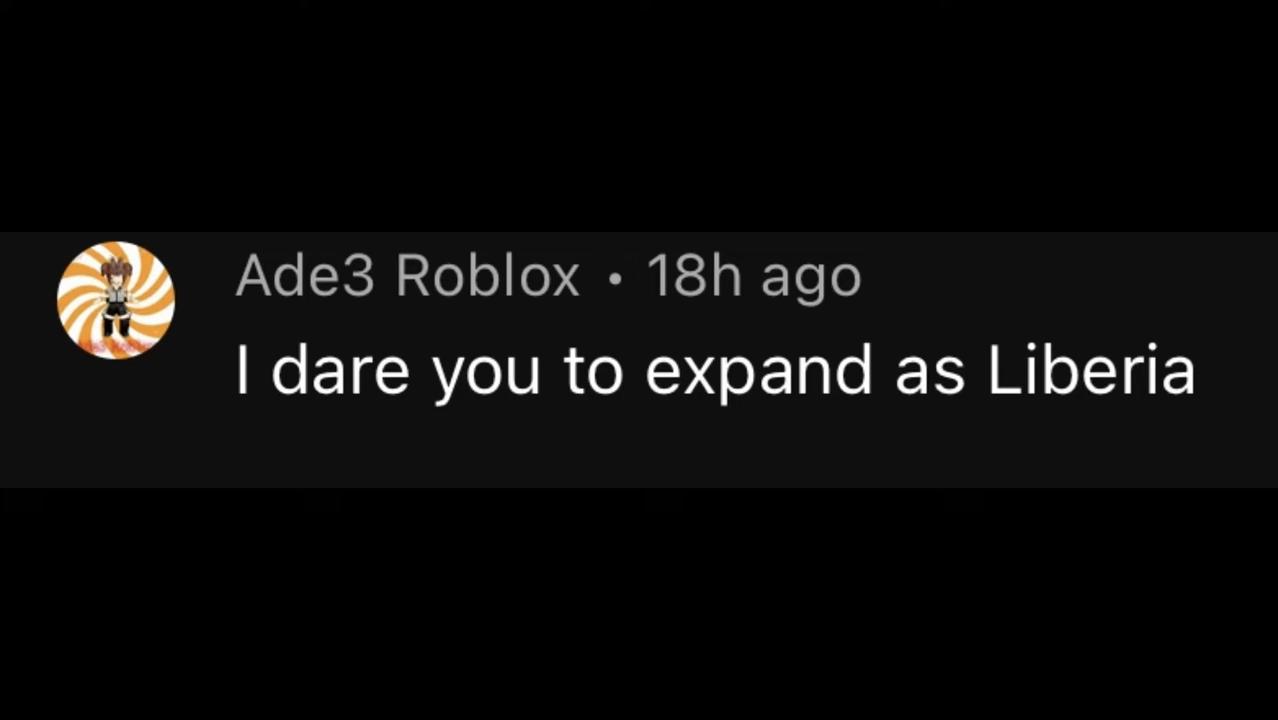 Ade3 Roblox • 18h ago
I dare you to expand as Liberia